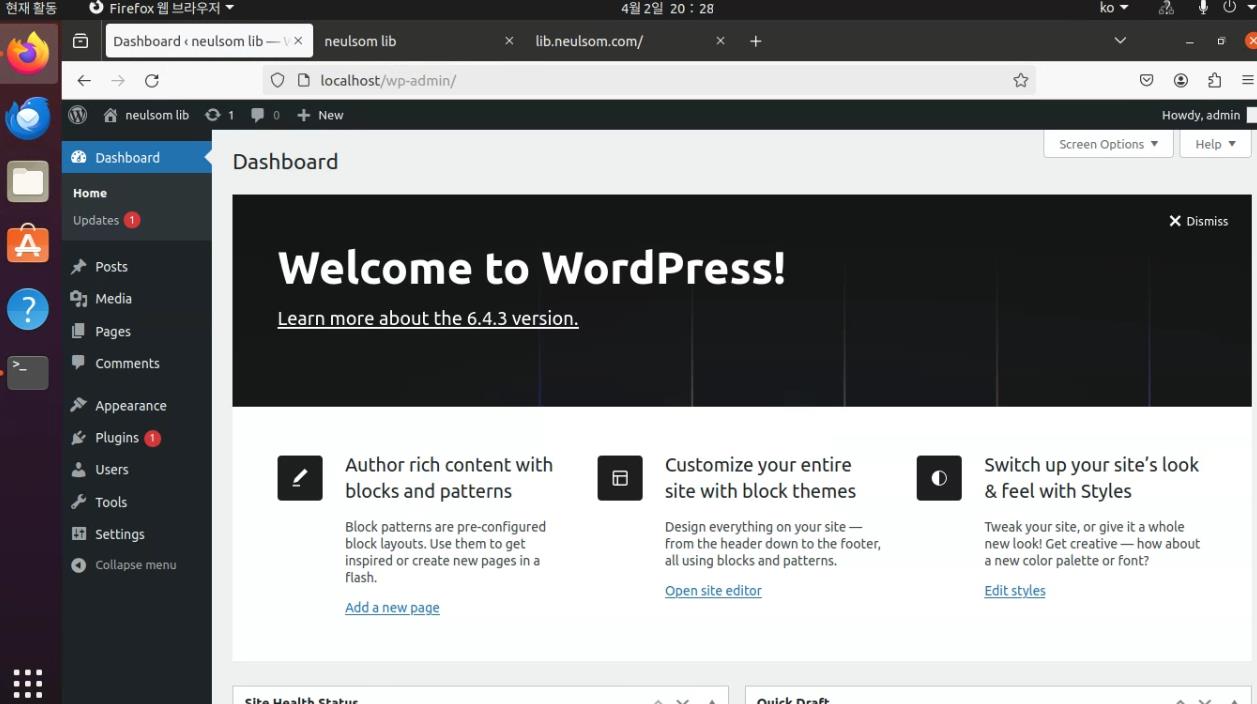 현재 활동
Firefox 웹 브라우저
4월 2일 20 : 28
ko
Dashboard ‹ neulsom lib — W
neulsom lib
lib.neulsom.com/
localhost/wp-admin/
neulsom lib
1
0
New
Howdy, admin
Dashboard
Home
Updates 1
Posts
Media
Pages
Comments
Appearance
Plugins 1
Users
Tools
Settings
Collapse menu
Screen Options
Help
Dashboard
Dismiss
Welcome to WordPress!
Learn more about the 6.4.3 version.
Author rich content with
blocks and patterns
Block patterns are pre-configured
block layouts. Use them to get
inspired or create new pages in a
flash.
Add a new page
Customize your entire
site with block themes
Design everything on your site —
from the header down to the footer,
all using blocks and patterns.
Open site editor
Switch up your site’s look
& feel with Styles
Tweak your site, or give it a whole
new look! Get creative — how about
a new color palette or font?
Edit styles
Site Health Status
Quick Draft